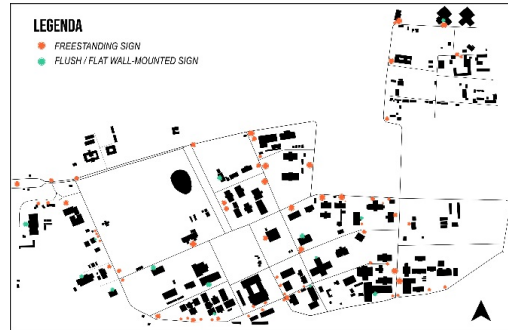 LEGENDA
FREESTANDING SIGN
FLUSH / FLAT WALL-MOUNTED SIGN